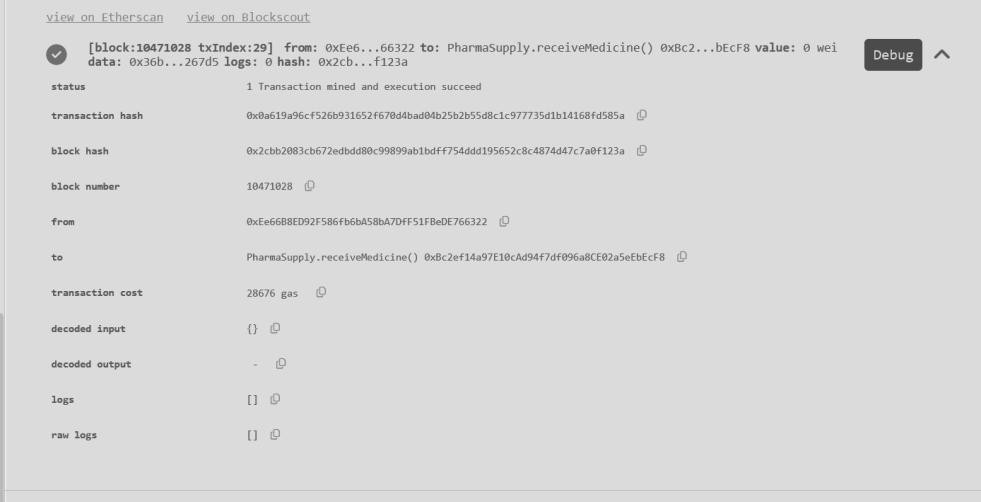 view on Etherscan view on Blockscout
[block:10471028 txIndex:29] from: 0xEe6...66322 to: PharmaSupply.receiveMedicine() 0xBc2...bEcF8 value: 0 wei
data: 0x36b...267d5 logs: 0 hash: 0x2cb...f123a
Debug
status 1 Transaction mined and execution succeed
transaction hash 0x0a619a96cf526b931652f670d4bad04b25b2b55d8c1c977735d1b14168fd585a
block hash 0x2cbb2083cb672edbdd80c99899ab1bdff754ddd195652c8c4874d47c7a0f123a
block number 10471028
from 0xEe66B8ED92F586fb6bA58bA7DfF51FBeDE766322
to PharmaSupply.receiveMedicine() 0xBc2ef14a97E10cAd94f7df096a8CE02a5eEbEcF8
transaction cost 28676 gas
decoded input {}
decoded output -
logs []
raw logs []